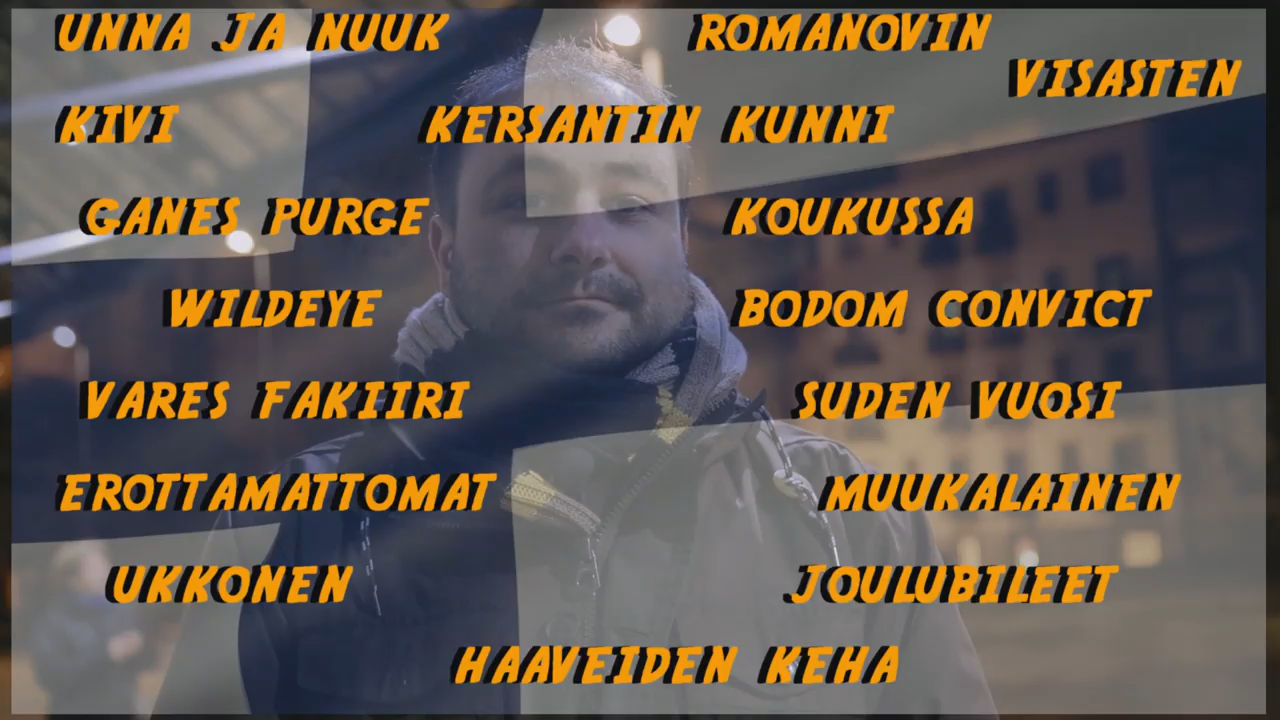 UNNA JA NUUK
ROMANOVIN
VISASTEN
KIVI
KERSANTIN KUNNI
GANES PURGE
KOUKUSSA
WILDEYE
BODOM CONVICT
VARES FAKIIRI
SUDEN VUOSI
EROTTAMATTOMAT
MUUKALAINEN
UKKONEN
JOULUBILEET
HAAVEIDEN KEHA